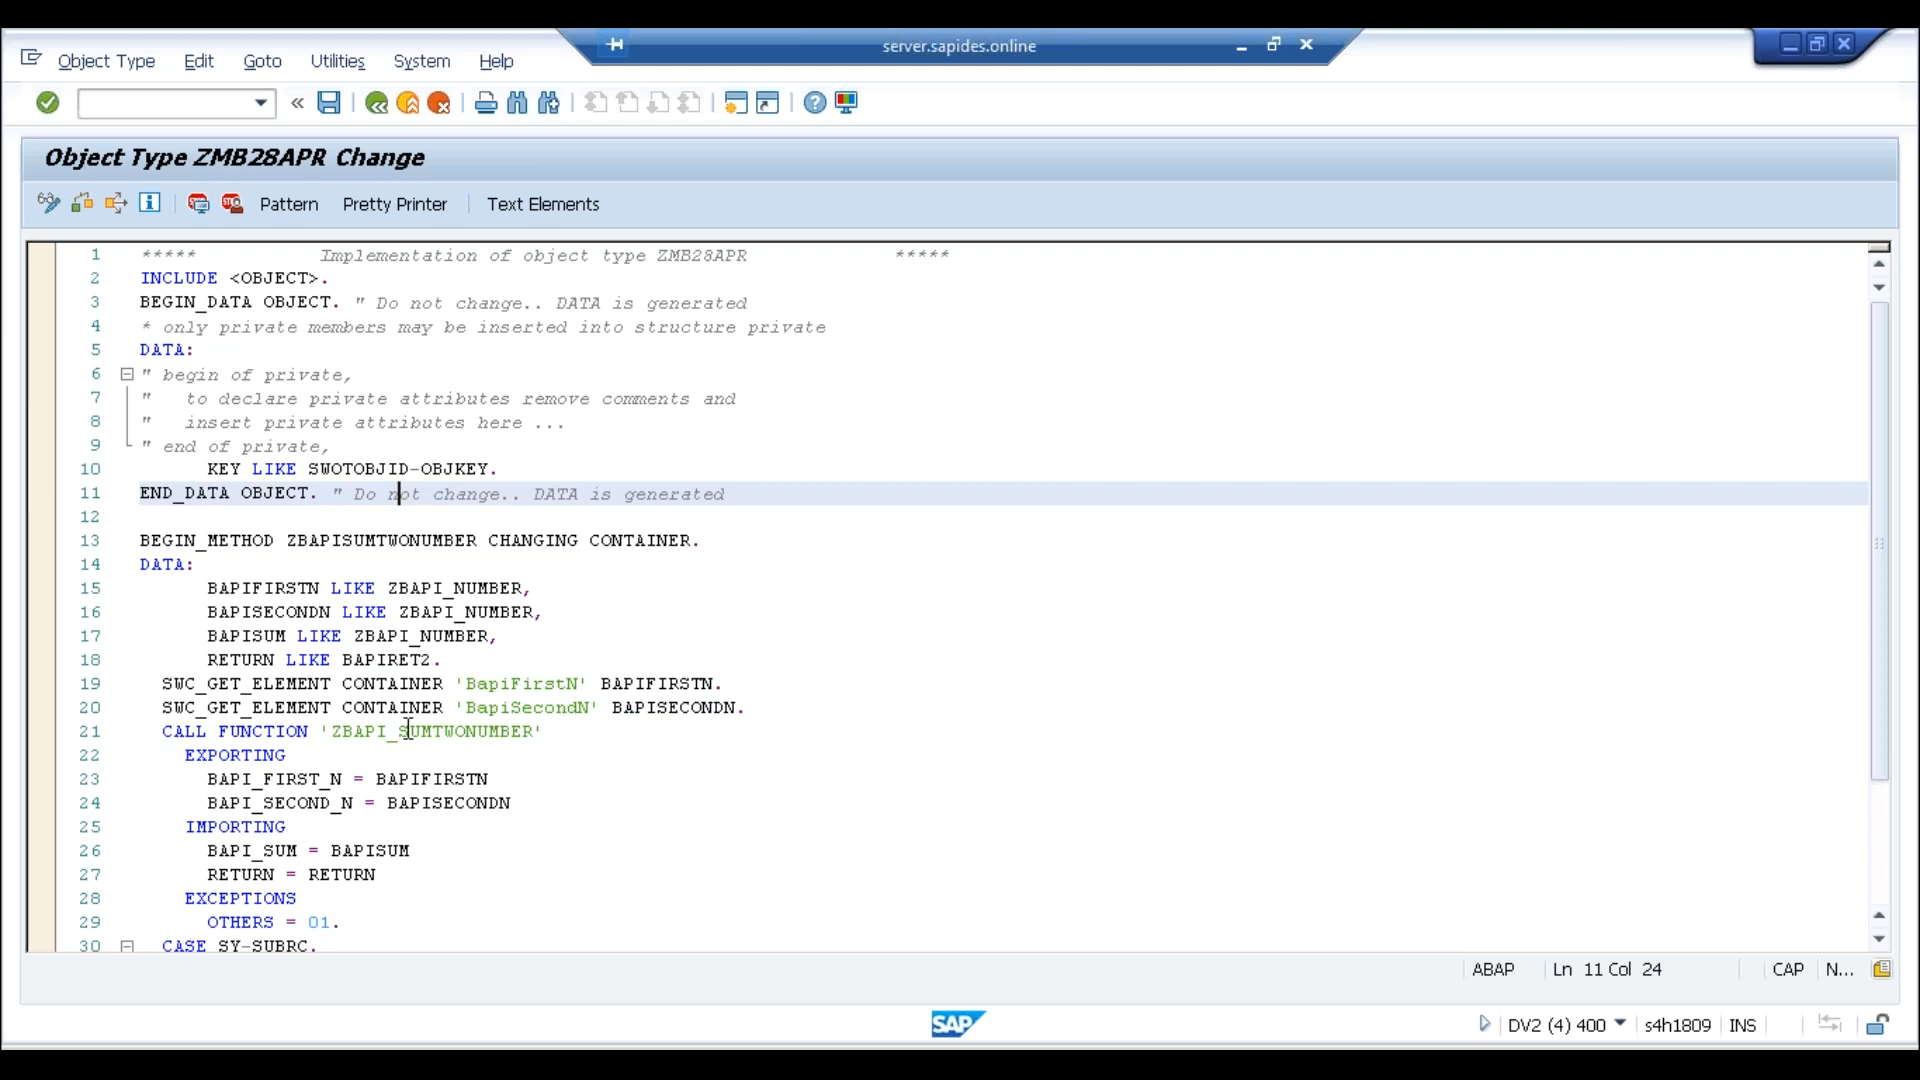 server.sapides.online
Object Type Edit Goto Utilities System Help
Object Type ZMB28APR Change
Pattern Pretty Printer Text Elements
1 ***** Implementation of object type ZMB28APR *****
2 INCLUDE <OBJECT>.
3 BEGIN_DATA OBJECT. " Do not change.. DATA is generated
4 * only private members may be inserted into structure private
5 DATA:
6 " begin of private,
7 " to declare private attributes remove comments and
8 " insert private attributes here ...
9 " end of private,
10 KEY LIKE SWOTOBJID-OBJKEY.
11 END_DATA OBJECT. " Do not change.. DATA is generated
12
13 BEGIN_METHOD ZBAPISUMTWONUMBER CHANGING CONTAINER.
14 DATA:
15 BAPIFIRSTN LIKE ZBAPI_NUMBER,
16 BAPISECONDN LIKE ZBAPI_NUMBER,
17 BAPISUM LIKE ZBAPI_NUMBER,
18 RETURN LIKE BAPIRET2.
19 SWC_GET_ELEMENT CONTAINER 'BapiFirstN' BAPIFIRSTN.
20 SWC_GET_ELEMENT CONTAINER 'BapiSecondN' BAPISECONDN.
21 CALL FUNCTION 'ZBAPI_SUMTWONUMBER'
22 EXPORTING
23 BAPI_FIRST_N = BAPIFIRSTN
24 BAPI_SECOND_N = BAPISECONDN
25 IMPORTING
26 BAPI_SUM = BAPISUM
27 RETURN = RETURN
28 EXCEPTIONS
29 OTHERS = 01.
30 CASE SY-SUBRC.
ABAP Ln 11 Col 24 CAP N...
SAP DV2 (4) 400 s4h1809 INS